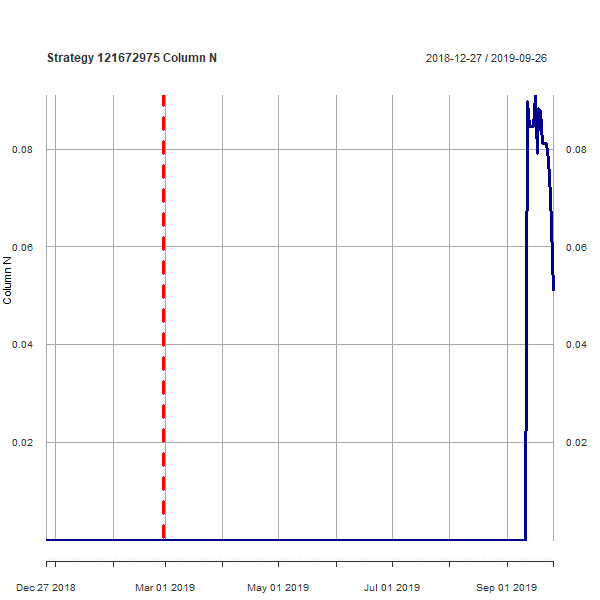 Strategy 121672975 Column N
2018-12-27 / 2019-09-26
0.08
0.08
0.06
0.06
Column N
0.04
0.04
0.02
0.02
Dec 27 2018
Mar 01 2019
May 01 2019
Jul 01 2019
Sep 01 2019